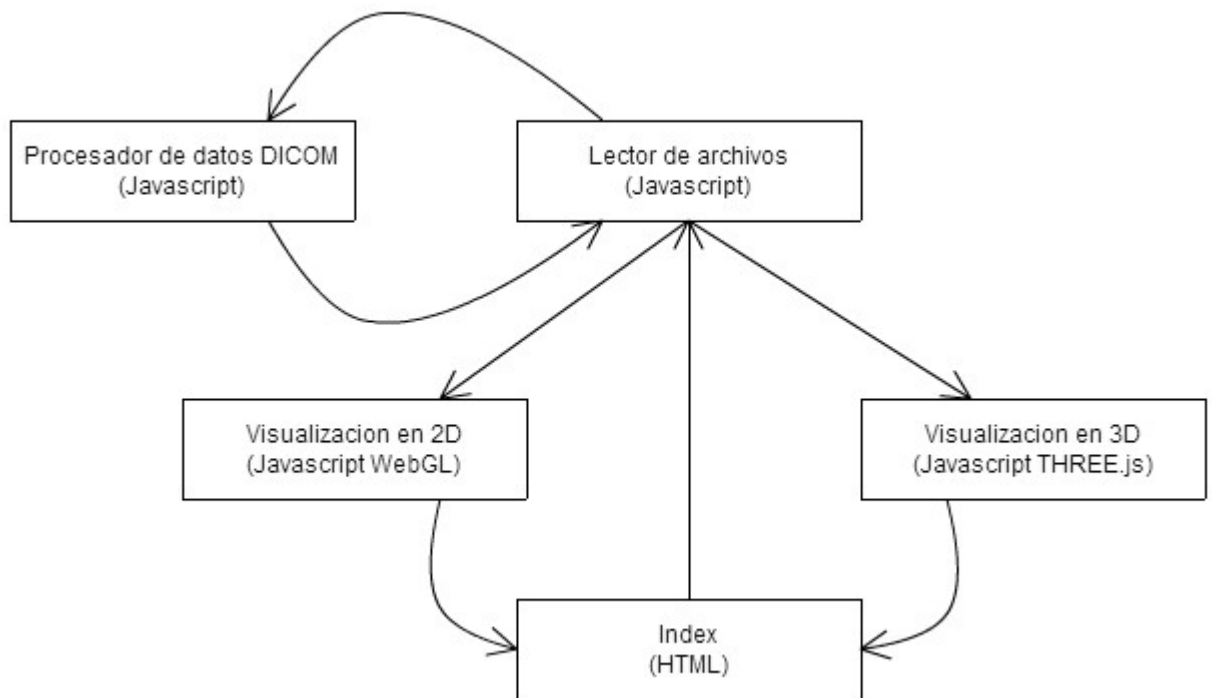 Procesador de datos DICOM
(Javascript)
Lector de archivos
(Javascript)
Visualizacion en 2D
(Javascript WebGL)
Visualizacion en 3D
(Javascript THREE.js)
Index
(HTML)